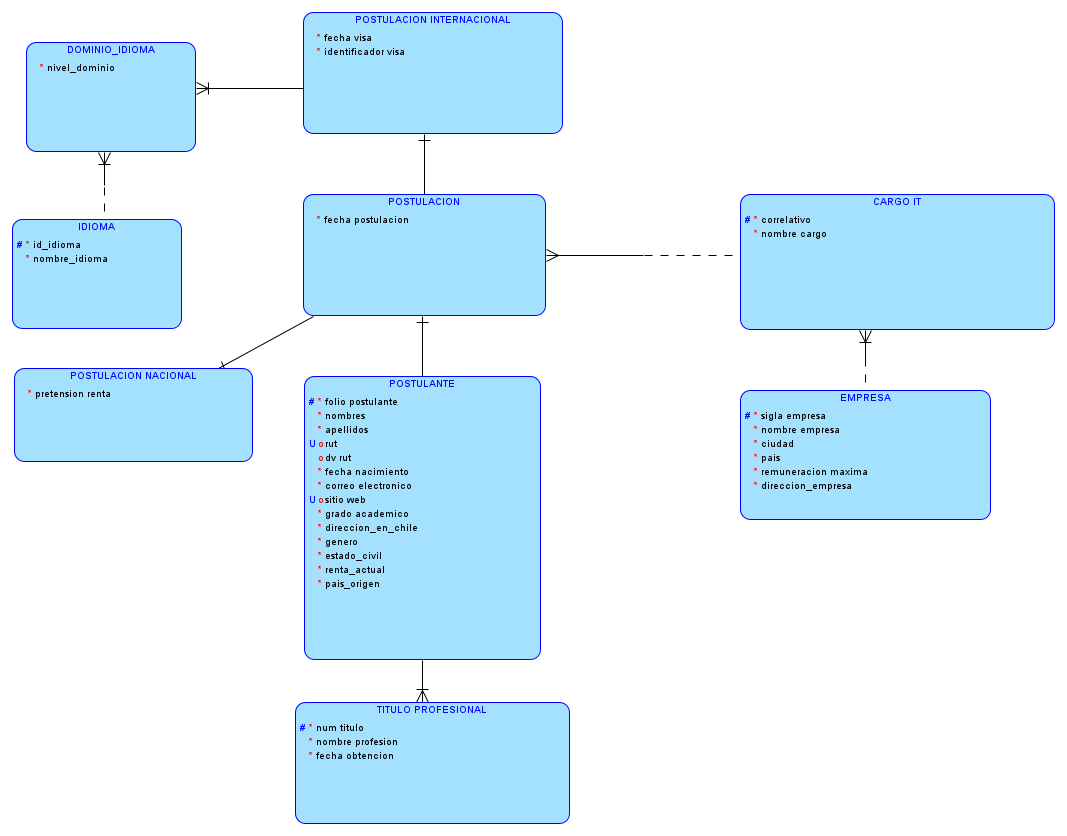 POSTULACION INTERNACIONAL
* fecha visa
* identificador visa
DOMINIO_IDIOMA
* nivel_dominio
POSTULACION
* fecha postulacion
CARGO IT
# * correlativo
* nombre cargo
IDIOMA
# * id_idioma
* nombre_idioma
POSTULACION NACIONAL
* pretension renta
POSTULANTE
# * folio postulante
* nombres
* apellidos
U o rut
o dv rut
* fecha nacimiento
* correo electronico
U o sitio web
* grado academico
* direccion_en_chile
* genero
* estado_civil
* renta_actual
* pais_origen
EMPRESA
# * sigla empresa
* nombre empresa
* ciudad
* pais
* remuneracion maxima
* direccion_empresa
TITULO PROFESIONAL
# * num titulo
* nombre profesion
* fecha obtencion